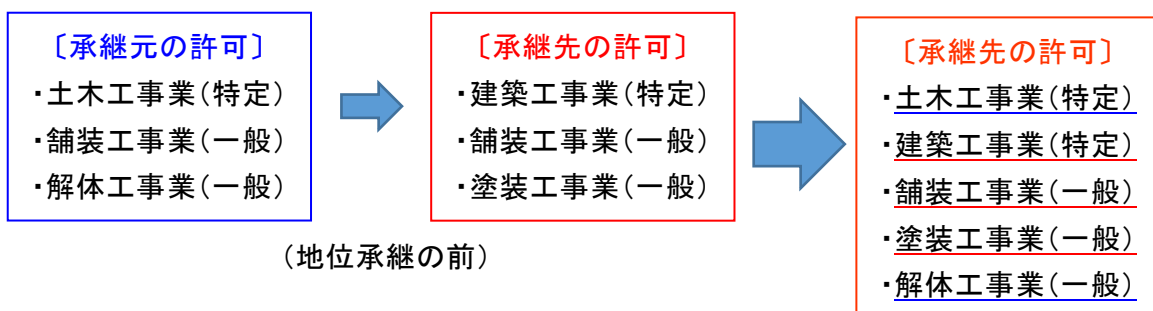 〔承継元の許可〕
・土木工事業(特定)
・舗装工事業(一般)
・解体工事業(一般)
〔承継先の許可〕
・建築工事業(特定)
・舗装工事業(一般)
・塗装工事業(一般)
(地位承継の前)
〔承継先の許可〕
・土木工事業(特定)
・建築工事業(特定)
・舗装工事業(一般)
・塗装工事業(一般)
・解体工事業(一般)